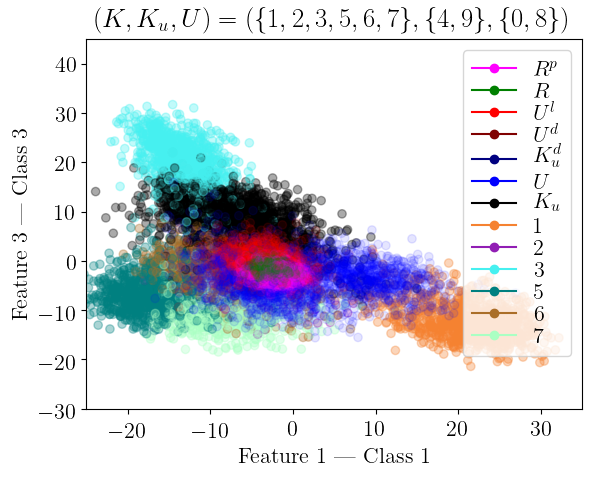 (K, K_u, U) = ({1, 2, 3, 5, 6, 7}, {4, 9}, {0, 8})
Feature 3 — Class 3
40
30
20
10
0
−10
−20
−30
−20
−10
0
10
20
30
Feature 1 — Class 1
R^p
R
U^l
U^d
K_u^d
U
K_u
1
2
3
5
6
7